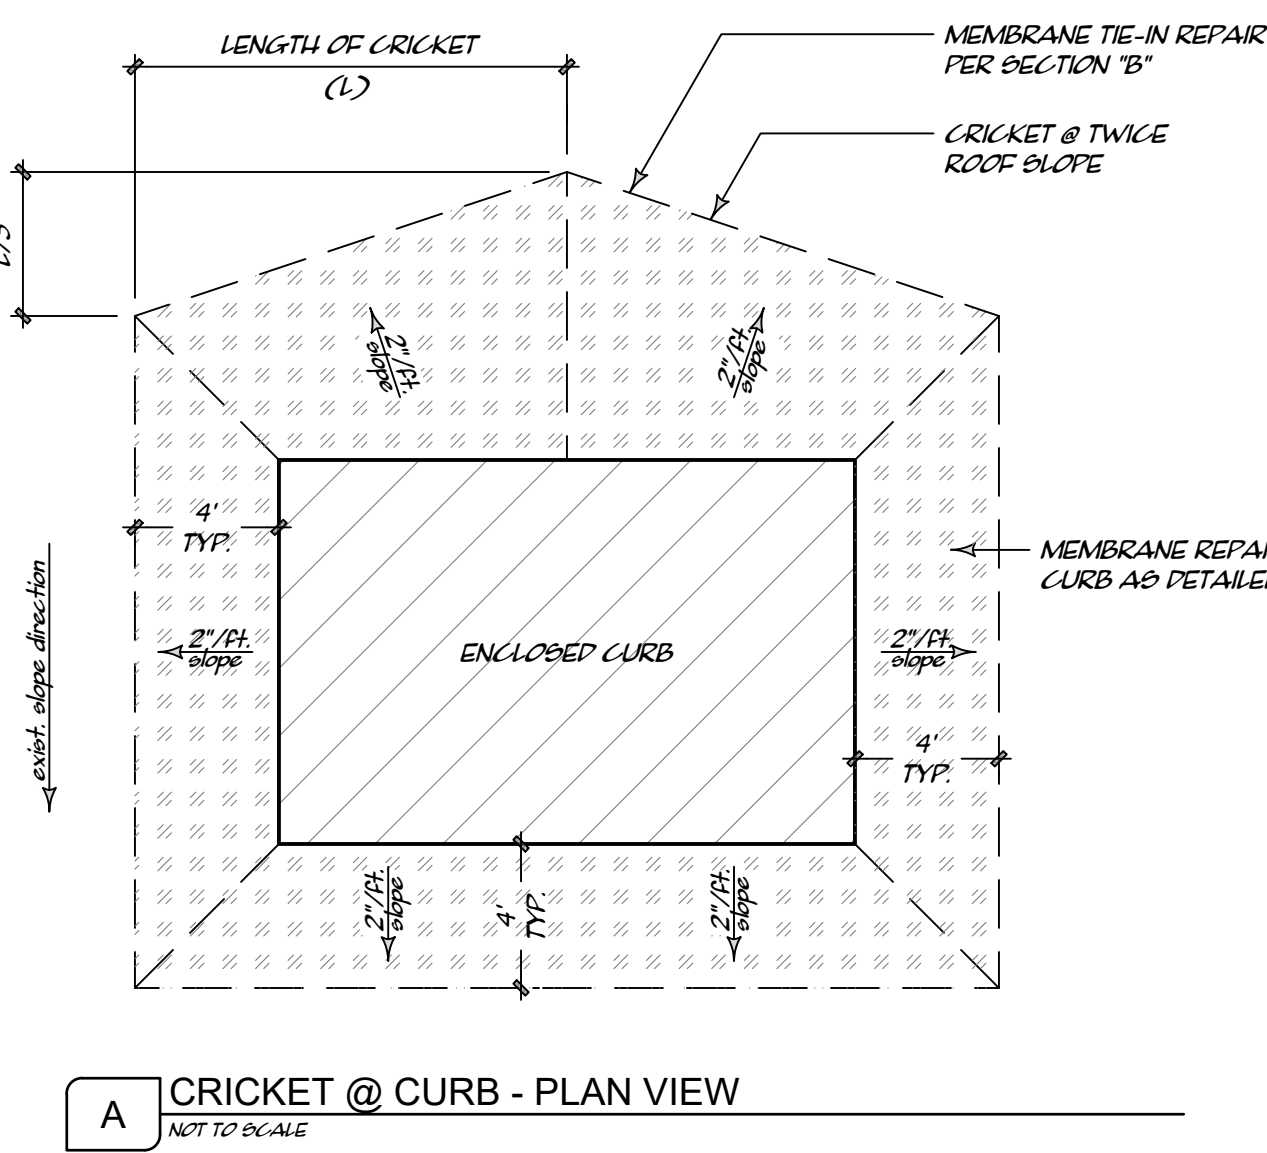 LENGTH OF CRICKET
(L)
MEMBRANE TIE-IN REPAIR
PER SECTION "B"
CRICKET @ TWICE
ROOF SLOPE
L/3
2"/ft.
slope
2"/ft.
slope
4'
TYP.
MEMBRANE REPAI
CURB AS DETAILE
exist. slope direction
2"/ft.
slope
ENCLOSED CURB
2"/ft.
slope
4'
TYP.
2"/ft.
slope
4'
TYP.
2"/ft.
slope
A
CRICKET @ CURB - PLAN VIEW
NOT TO SCALE